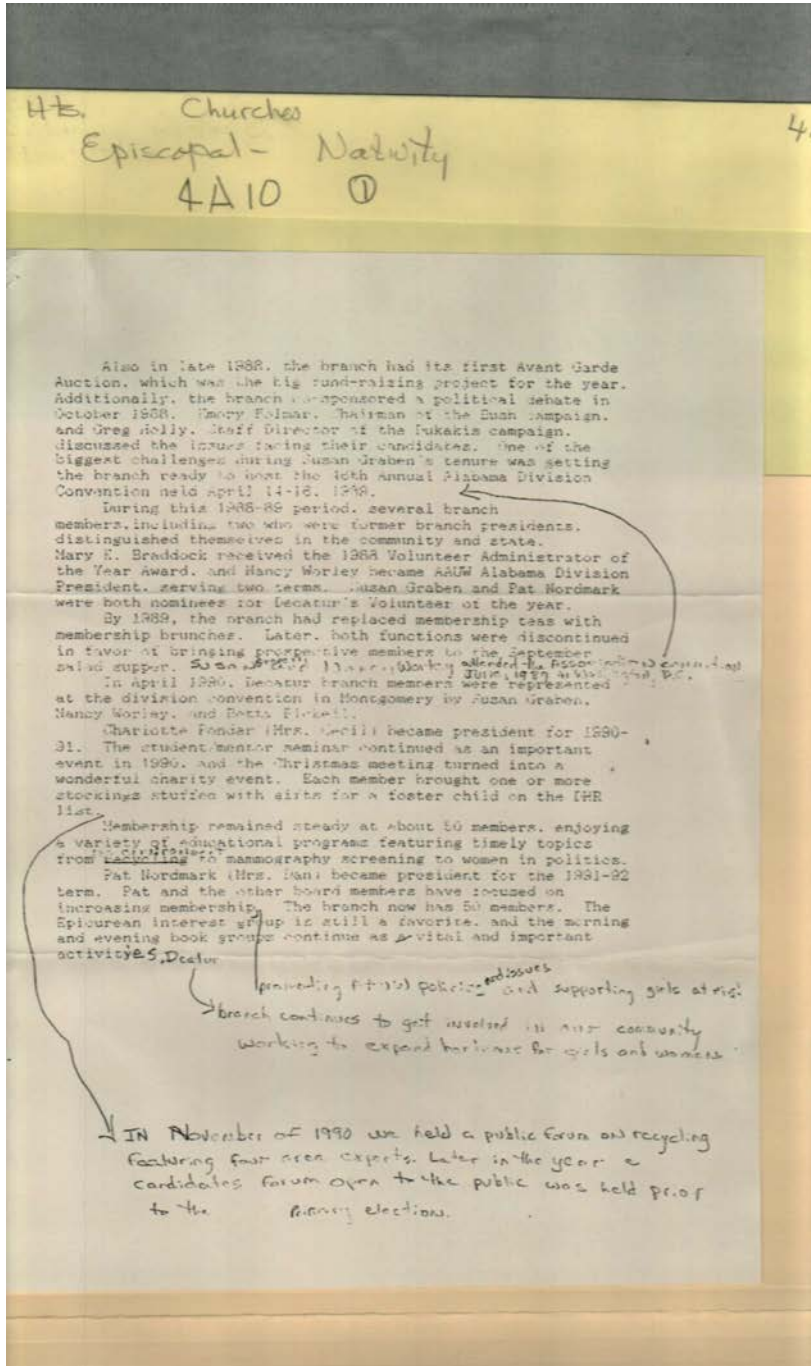 Hts. Churches
4
Episcopal - Nativity
4A10 ①
Also in late 1988, the branch had its first Avant Garde
Auction, which was the big fund-raising project for the year.
Additionally, the branch co-sponsored a political debate in
October 1988. Emory Folmar, Chairman of the Bush campaign,
and Greg Staff Director of the Dukakis campaign,
discussed the issues facing their candidates. One of the
biggest challenges during Susan Graben's tenure was getting
the branch ready to host the Annual Alabama Division
Convention held April 14-16, 1989.
During this 1988-89 period, several branch
members, including two who were former branch presidents,
distinguished themselves in the community and state.
Mary K. Braddock received the 1988 Volunteer Administrator of
the Year Award, and Nancy Worley became AAUW Alabama Division
President, serving two terms. Susan Graben and Pat Nordmark
were both nominees for Decatur's Volunteer of the year.
By 1989, the branch had replaced membership teas with
membership brunches. Later, both functions were discontinued
in favor of bringing prospective members to the September
salad supper. Susan Worley attended the Association Convention
June, 1989 D.C.
In April 1990, Decatur branch members were represented
at the division convention in Montgomery by Susan Graben,
Nancy Worley, and Betts
Charlotte Fondar (Mrs. Cecil) became president for 1990-
91. The student/mentor seminar continued as an important
event in 1990, and the Christmas meeting turned into a
wonderful charity event. Each member brought one or more
stockings stuffed with gifts for a foster child on the DHR
list.
Membership remained steady at about 50 members, enjoying
a variety of educational programs featuring timely topics
from recycling to mammography screening to women in politics.
Pat Nordmark (Mrs. Dan) became president for the 1991-92
term. Pat and the other board members have focused on
increasing membership. The branch now has 50 members. The
Epicurean interest group is still a favorite, and the morning
and evening book groups continue as a vital and important
activityes. Decatur
promoting policies and issues and supporting girls at risk
branch continues to get involved in our community
working to expand horizons for girls and women
IN November of 1990 we held a public forum on recycling
featuring four area experts. Later in the year a
candidates forum open to the public was held prior
to the primary election.